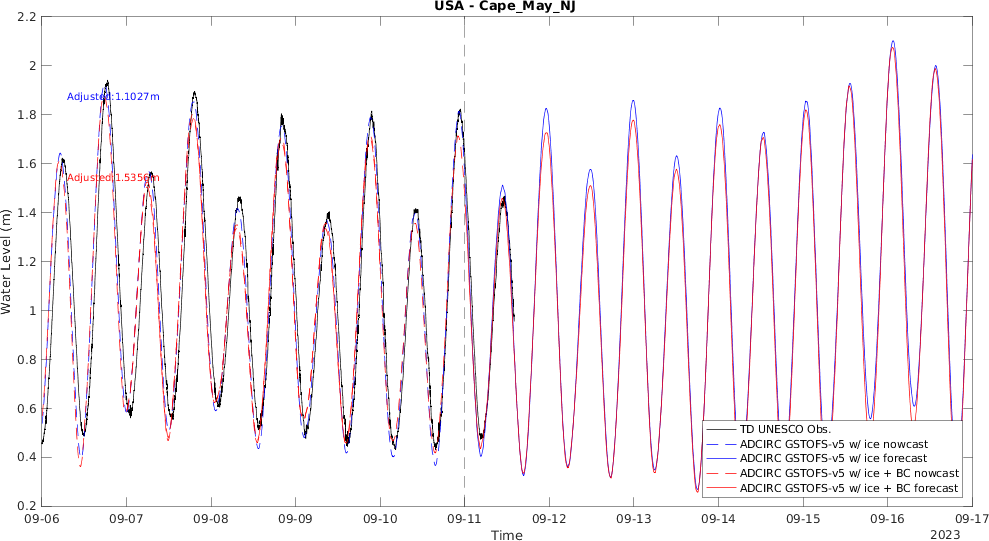 USA - Cape_May_NJ
2.2
2
1.8
1.6
1.4
1.2
1
0.8
0.6
0.4
0.2
Water Level (m)
Adjusted:1.1027m
Adjusted:1.5356m
TD UNESCO Obs.
ADCIRC GSTOFS-v5 w/ ice nowcast
ADCIRC GSTOFS-v5 w/ ice forecast
ADCIRC GSTOFS-v5 w/ ice + BC nowcast
ADCIRC GSTOFS-v5 w/ ice + BC forecast
09-06 09-07 09-08 09-09 09-10 09-11 09-12 09-13 09-14 09-15 09-16 09-17
Time
2023